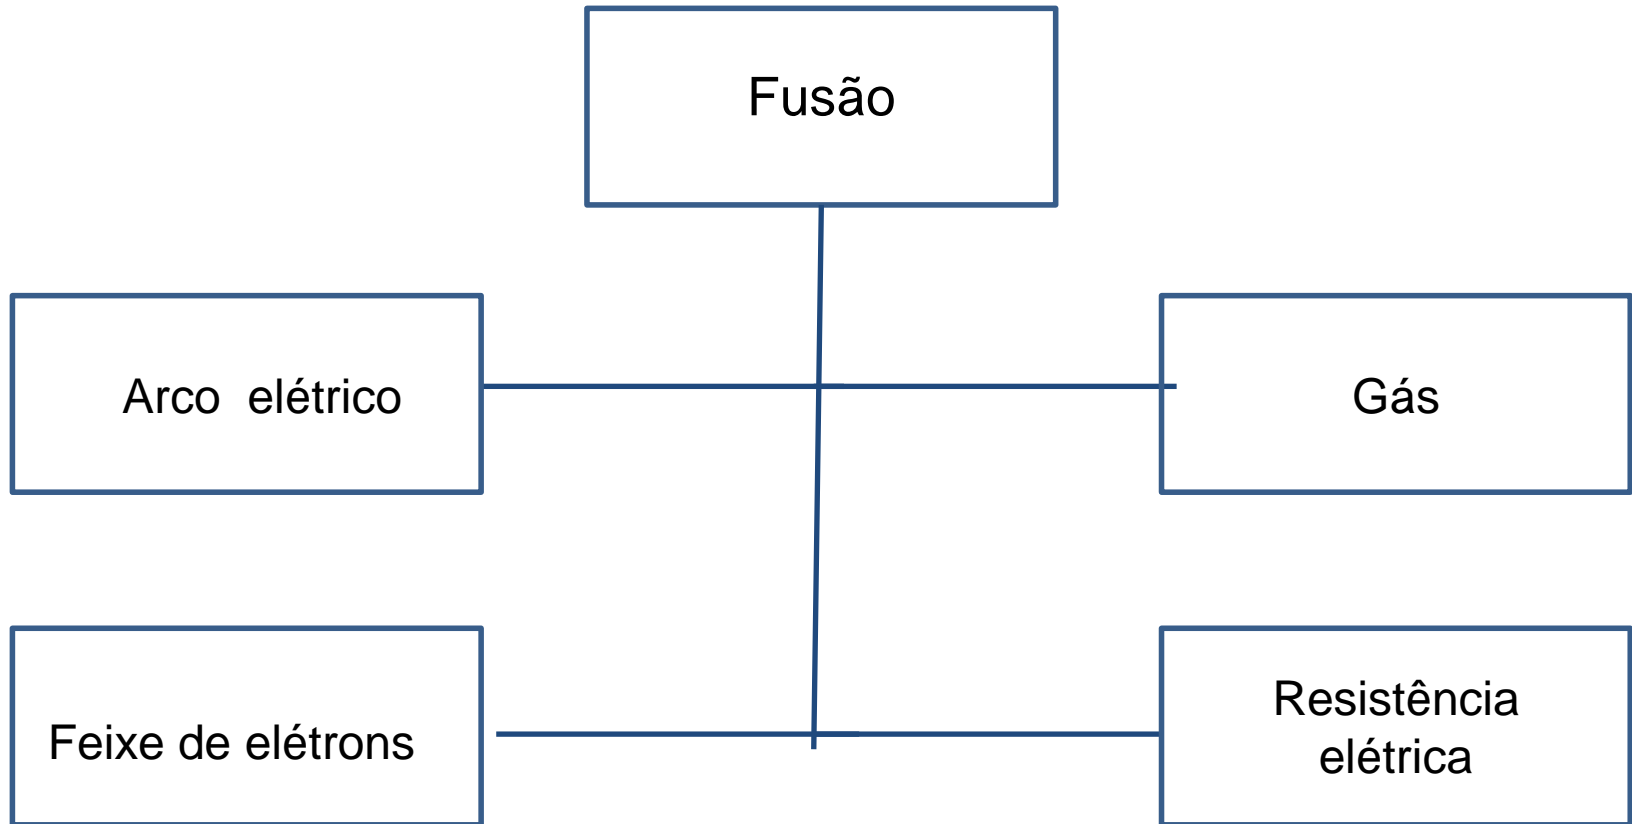 Fusão
Arco elétrico
Gás
Feixe de elétrons
Resistência
elétrica